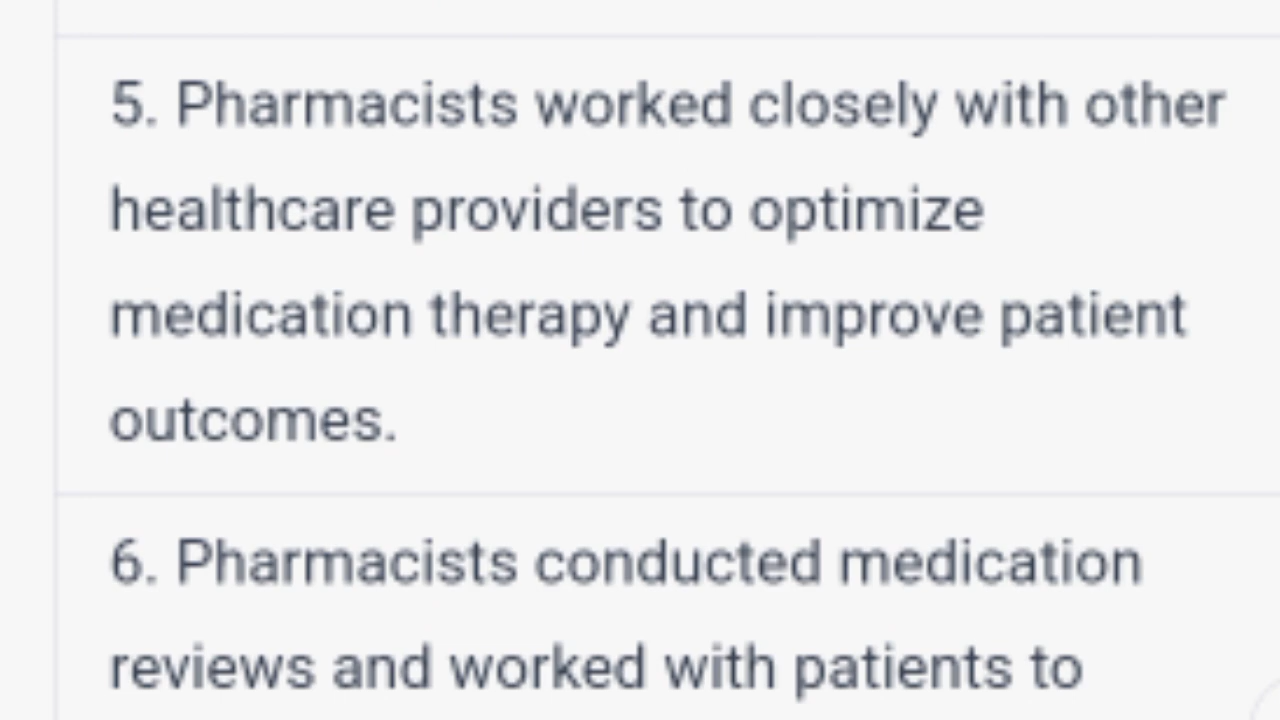 5. Pharmacists worked closely with other
healthcare providers to optimize
medication therapy and improve patient
outcomes.
6. Pharmacists conducted medication
reviews and worked with patients to